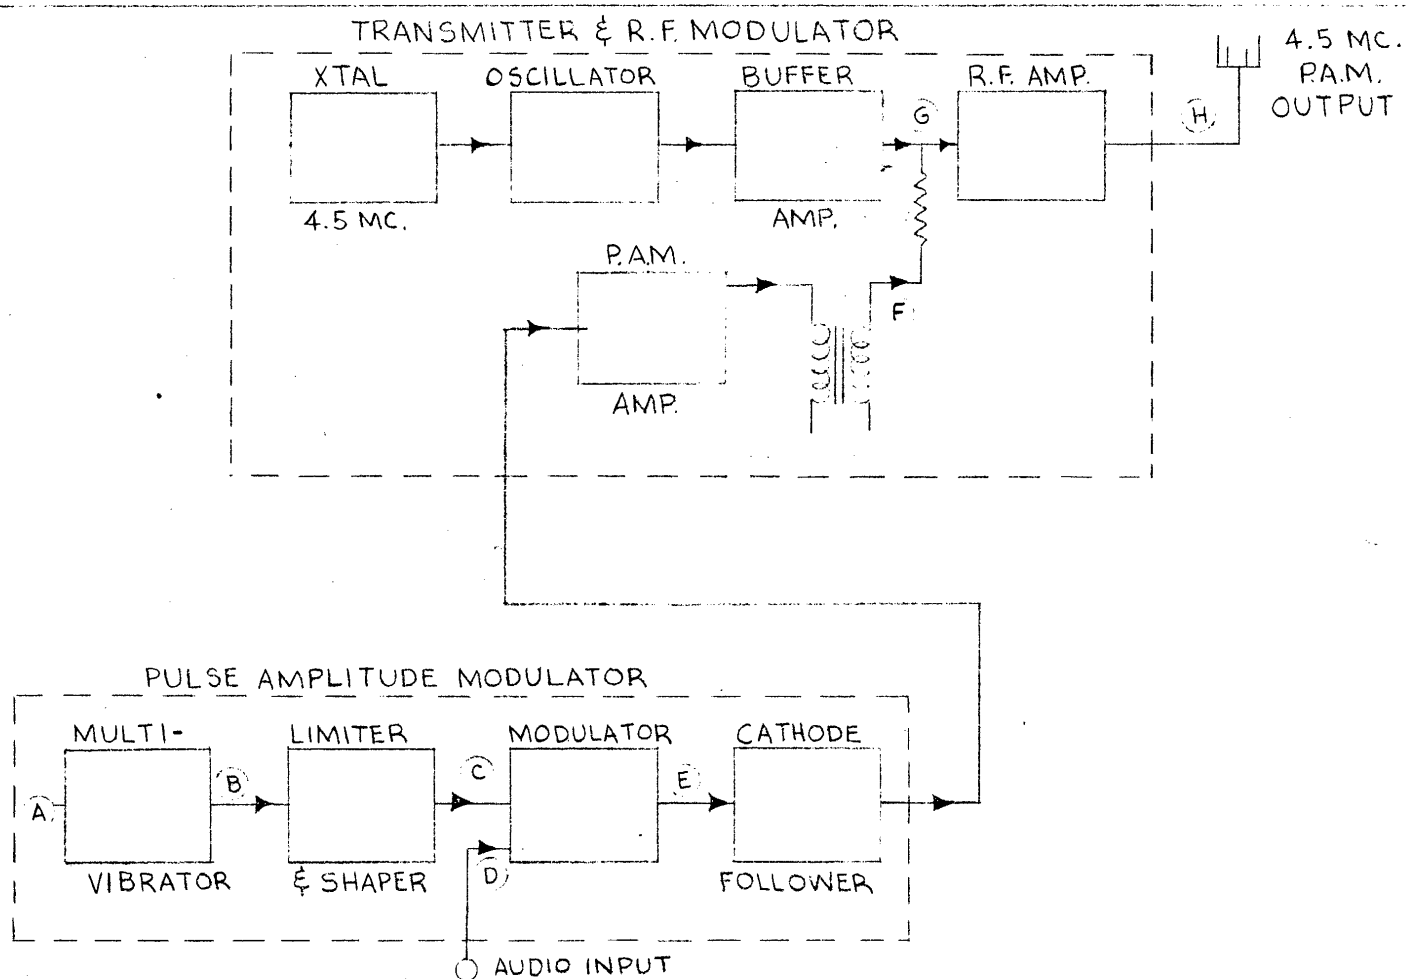 TRANSMITTER & R.F. MODULATOR
4.5 MC.
P.A.M.
OUTPUT
XTAL
4.5 MC.
OSCILLATOR
BUFFER
AMP.
G
R.F. AMP.
H
P.A.M.
AMP.
F
PULSE AMPLITUDE MODULATOR
A
MULTI-
VIBRATOR
B
LIMITER
& SHAPER
C
D
MODULATOR
E
CATHODE
FOLLOWER
AUDIO INPUT